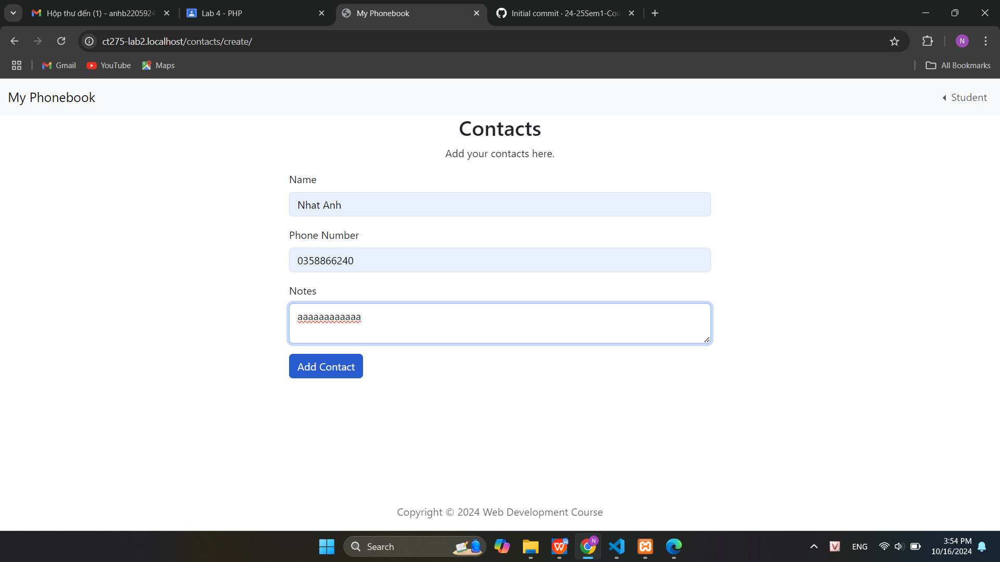 Hộp thư đến (1) - anhb220592
Lab 4 - PHP
My Phonebook
Initial commit · 24-25Sem1-Cou
ct275-lab2.localhost/contacts/create/
N
Gmail
YouTube
Maps
All Bookmarks
My Phonebook
Student
Contacts
Add your contacts here.
Name
Nhat Anh
Phone Number
0358866240
Notes
aaaaaaaaaaaa
Add Contact
Copyright © 2024 Web Development Course
Search
N
ENG
3:54 PM
10/16/2024